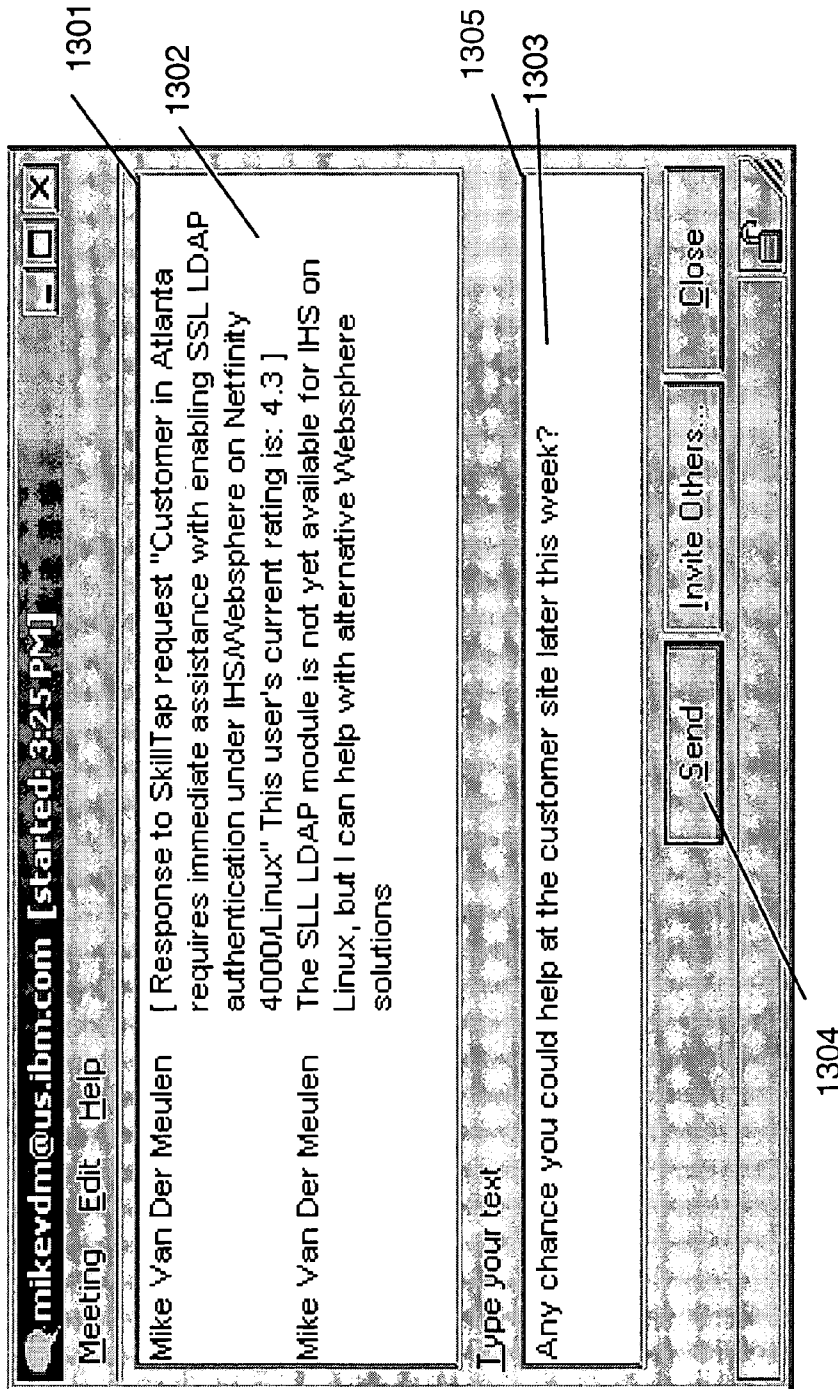 mikevdm@us.ibm.com [started: 3:25 PM]
Meeting Edit Help
Mike Van Der Meulen [ Response to SkillTap request "Customer in Atlanta
requires immediate assistance with enabling SSL LDAP
authentication under IHS/Websphere on Netfinity
4000/Linux" This user's current rating is: 4.3 ]
Mike Van Der Meulen The SLL LDAP module is not yet available for IHS on
Linux, but I can help with alternative Websphere
solutions
Type your text
Any chance you could help at the customer site later this week?
Send Invite Others... Close
1301
1302
1305
1303
1304